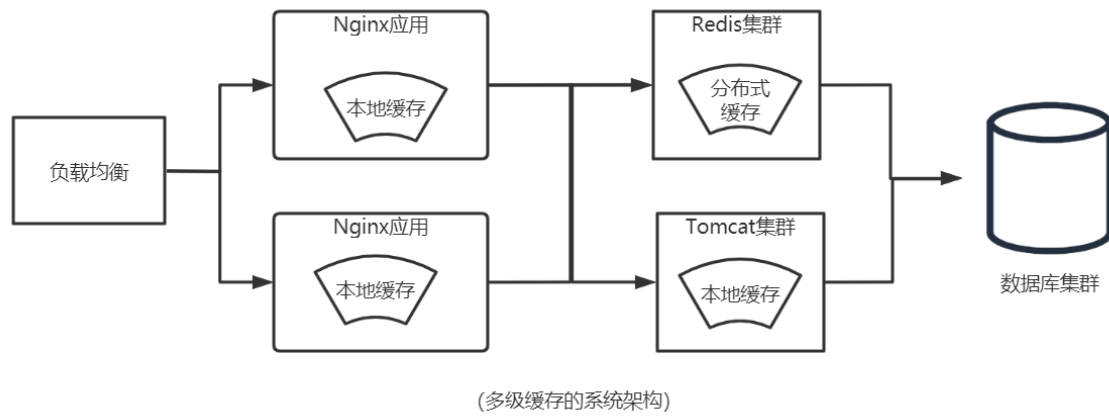 Nginx应用
本地缓存
Redis集群
分布式
缓存
负载均衡
Nginx应用
本地缓存
Tomcat集群
本地缓存
数据库集群
(多级缓存的系统架构)